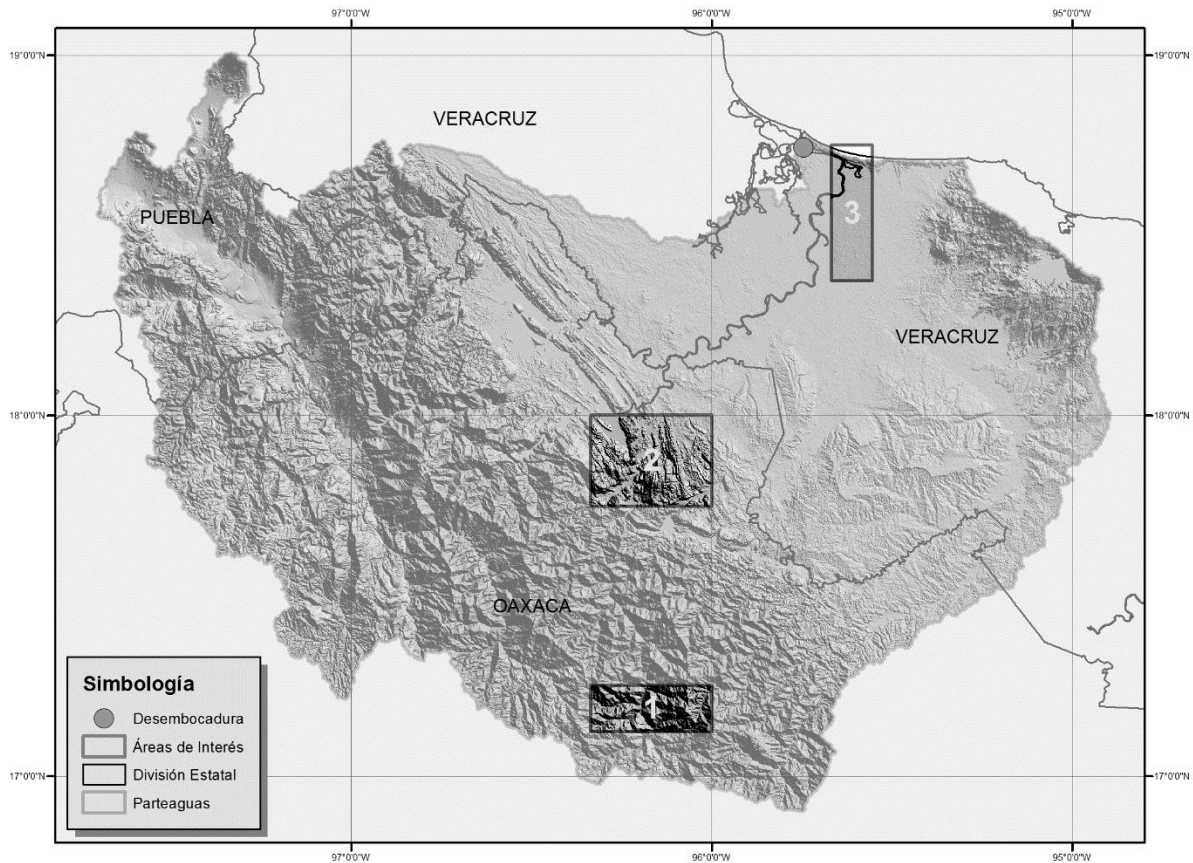 97°0'0"W 96°0'0"W 95°0'0"W
19°0'0"N 19°0'0"N
VERACRUZ
PUEBLA
3
VERACRUZ
18°0'0"N 18°0'0"N
2
OAXACA
1
17°0'0"N 17°0'0"N
Simbología
Desembocadura
Áreas de Interés
División Estatal
Parteaguas
97°0'0"W 96°0'0"W 95°0'0"W